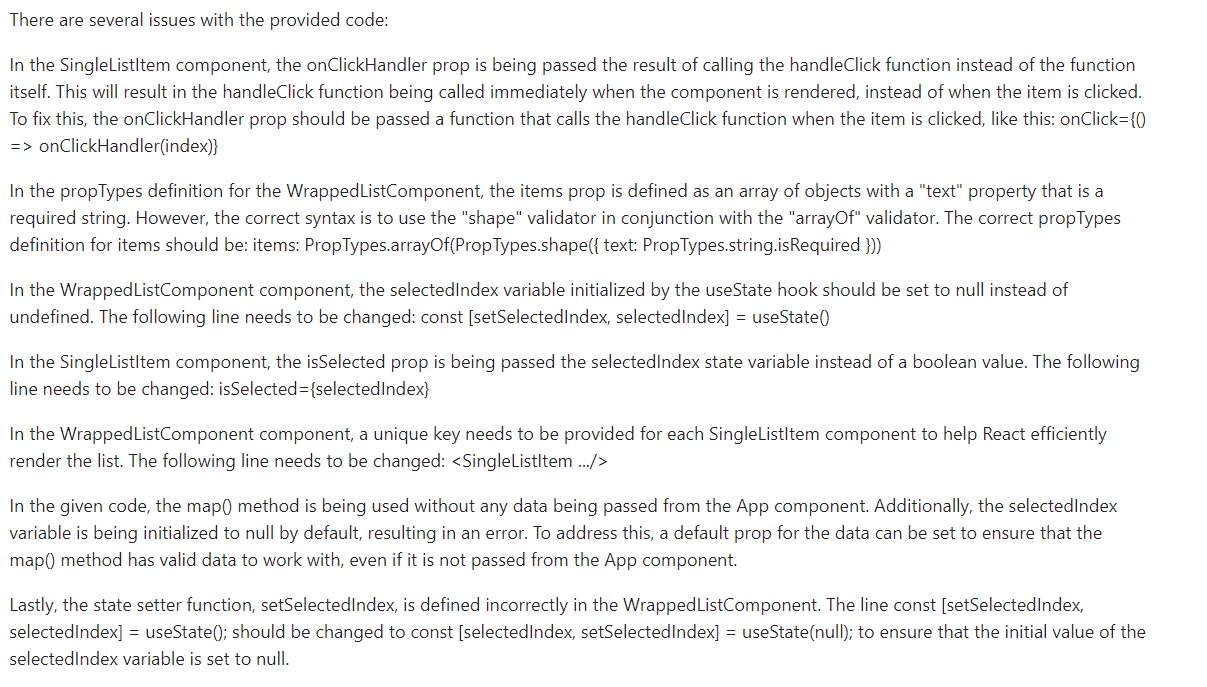 There are several issues with the provided code:
In the SingleListItem component, the onClickHandler prop is being passed the result of calling the handleClick function instead of the function
itself. This will result in the handleClick function being called immediately when the component is rendered, instead of when the item is clicked.
To fix this, the onClickHandler prop should be passed a function that calls the handleClick function when the item is clicked, like this: onClick={()
=> onClickHandler(index)}
In the propTypes definition for the WrappedListComponent, the items prop is defined as an array of objects with a "text" property that is a
required string. However, the correct syntax is to use the "shape" validator in conjunction with the "arrayOf" validator. The correct propTypes
definition for items should be: items: PropTypes.arrayOf(PropTypes.shape({ text: PropTypes.string.isRequired }))
In the WrappedListComponent component, the selectedIndex variable initialized by the useState hook should be set to null instead of
undefined. The following line needs to be changed: const [setSelectedIndex, selectedIndex] = useState()
In the SingleListItem component, the isSelected prop is being passed the selectedIndex state variable instead of a boolean value. The following
line needs to be changed: isSelected={selectedIndex}
In the WrappedListComponent component, a unique key needs to be provided for each SingleListItem component to help React efficiently
render the list. The following line needs to be changed: <SingleListItem .../>
In the given code, the map() method is being used without any data being passed from the App component. Additionally, the selectedIndex
variable is being initialized to null by default, resulting in an error. To address this, a default prop for the data can be set to ensure that the
map() method has valid data to work with, even if it is not passed from the App component.
Lastly, the state setter function, setSelectedIndex, is defined incorrectly in the WrappedListComponent. The line const [setSelectedIndex,
selectedIndex] = useState(); should be changed to const [selectedIndex, setSelectedIndex] = useState(null); to ensure that the initial value of the
selectedIndex variable is set to null.